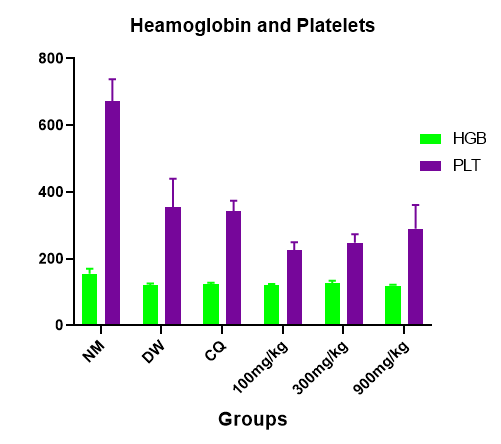 Heamoglobin and Platelets
800
600
400
200
0
HGB
PLT
NM
DW
CQ
100mg/kg
300mg/kg
900mg/kg
Groups